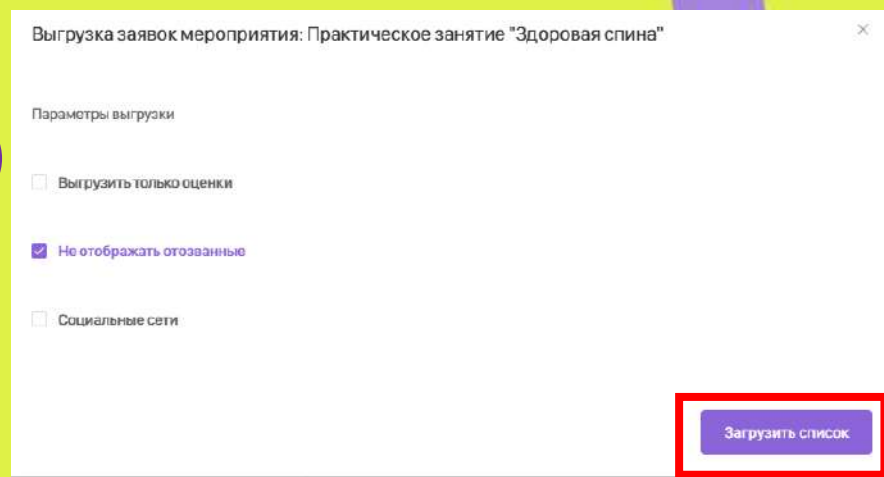 Выгрузка заявок мероприятия: Практическое занятие "Здоровая спина"
Параметры выгрузки
Выгрузить только оценки
Не отображать отозванные
Социальные сети
Загрузить список